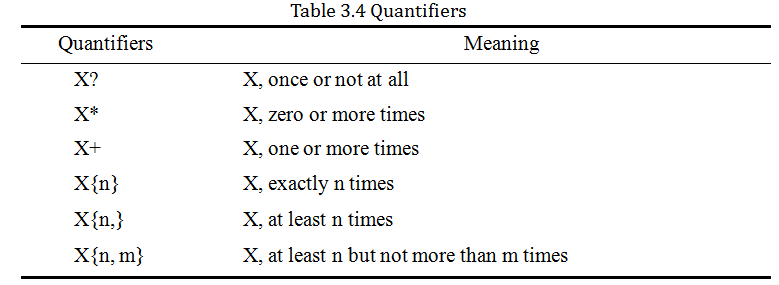 Table 3.4 Quantifiers
Quantifiers Meaning
X? X, once or not at all
X* X, zero or more times
X+ X, one or more times
X{n} X, exactly n times
X{n,} X, at least n times
X{n, m} X, at least n but not more than m times